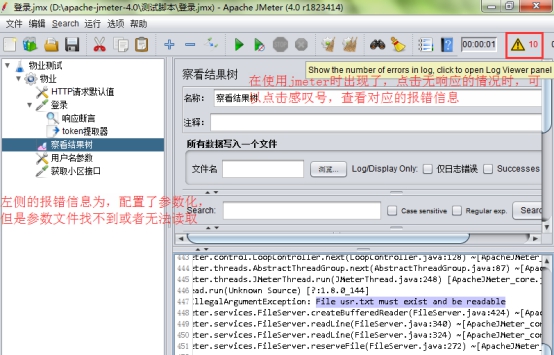 登录.jmx (D:\apache-jmeter-4.0\测试脚本\登录.jmx) - Apache JMeter (4.0 r1823414)
文件 编辑 Search 运行 选项 帮助
00:00:01 10
Show the number of errors in log, click to open Log Viewer panel
物业测试
物业
HTTP请求默认值
登录
响应断言
token提取器
察看结果树
用户名参数
获取小区接口
察看结果树
在使用jmeter时出现了，点击无响应的情况时，可
以点击感叹号，查看对应的报错信息
名称： 察看结果树
注释：
所有数据写入一个文件
文件名 浏览... Log/Display Only: 仅日志错误 Successes
左侧的报错信息为，配置了参数化，
但是参数文件找不到或者无法读取
Search: Case sensitive Regular exp. Search
443 eter.control.LoopController.next(LoopController.java:128) ~[ApacheJM
444 eter.threads.AbstractThreadGroup.next(AbstractThreadGroup.java:87) ~[Apac
445 eter.threads.JMeterThread.run(JMeterThread.java:248) [ApacheJMeter_core.j
446 ead.run(Unknown Source) [?:1.8.0_144]
447 llegalArgumentException: File usr.txt must exist and be readable
448 eter.services.FileServer.createBufferedReader(FileServer.java:424) ~[Apac
449 eter.services.FileServer.readLine(FileServer.java:340) ~[ApacheJMeter_cor
450 eter.services.FileServer.readLine(FileServer.java:324) ~[ApacheJMeter_cor
451 eter.services.FileServer.reserveFile(FileServer.java:272) ~[ApacheJMeter_